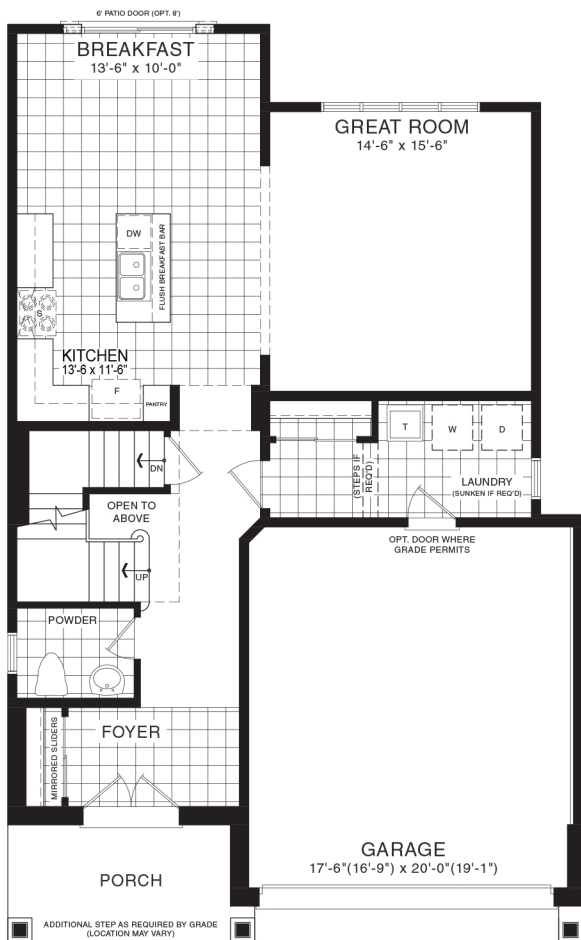 6' PATIO DOOR (OPT. 8')
BREAKFAST
13'-6" x 10'-0"
GREAT ROOM
14'-6" x 15'-6"
DW
FLUSH BREAKFAST BAR
S
KITCHEN
13'-6 x 11'-6"
F
PANTRY
T
W
D
DN
(STEPS IF
REQ'D)
LAUNDRY
(SUNKEN IF REQ'D)
OPEN TO
ABOVE
OPT. DOOR WHERE
GRADE PERMITS
UP
POWDER
MIRRORED SLIDERS
FOYER
GARAGE
17'-6"(16'-9") x 20'-0"(19'-1")
PORCH
ADDITIONAL STEP AS REQUIRED BY GRADE
(LOCATION MAY VARY)